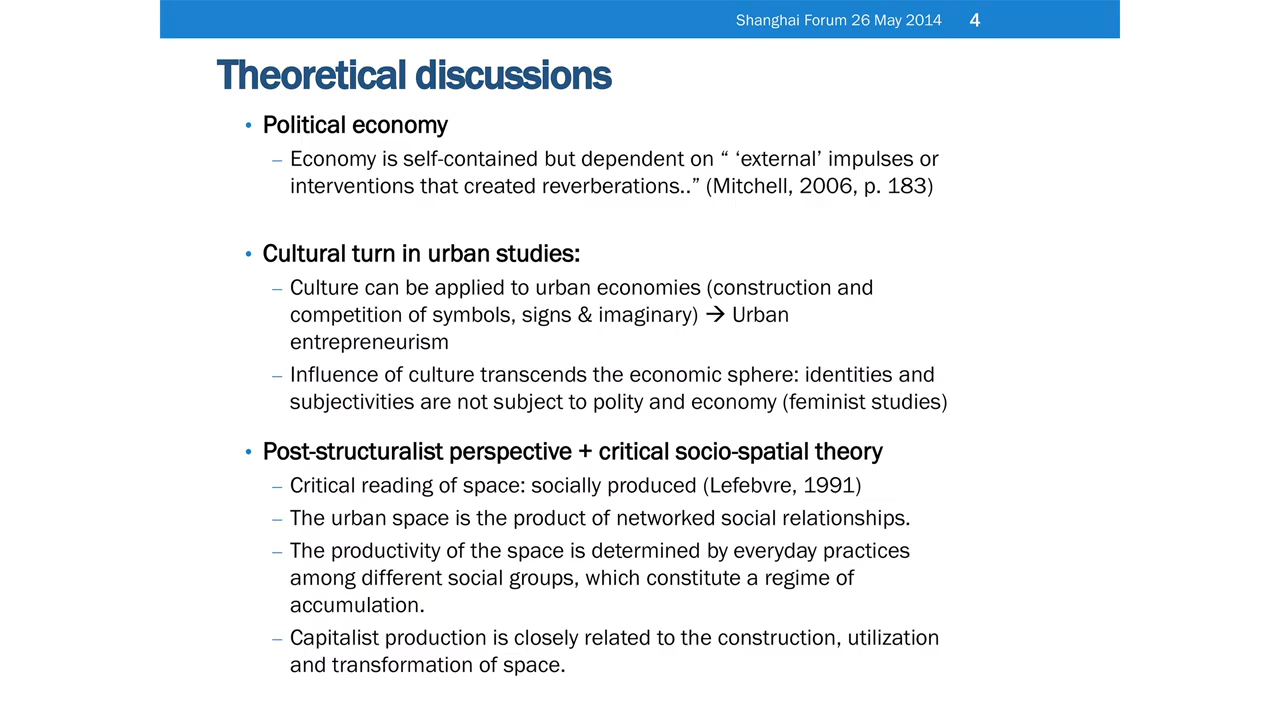 Shanghai Forum 26 May 2014 4
Theoretical discussions
• Political economy
– Economy is self-contained but dependent on “ ‘external’ impulses or
interventions that created reverberations..” (Mitchell, 2006, p. 183)
• Cultural turn in urban studies:
– Culture can be applied to urban economies (construction and
competition of symbols, signs & imaginary) → Urban
entrepreneurism
– Influence of culture transcends the economic sphere: identities and
subjectivities are not subject to polity and economy (feminist studies)
• Post-structuralist perspective + critical socio-spatial theory
– Critical reading of space: socially produced (Lefebvre, 1991)
– The urban space is the product of networked social relationships.
– The productivity of the space is determined by everyday practices
among different social groups, which constitute a regime of
accumulation.
– Capitalist production is closely related to the construction, utilization
and transformation of space.